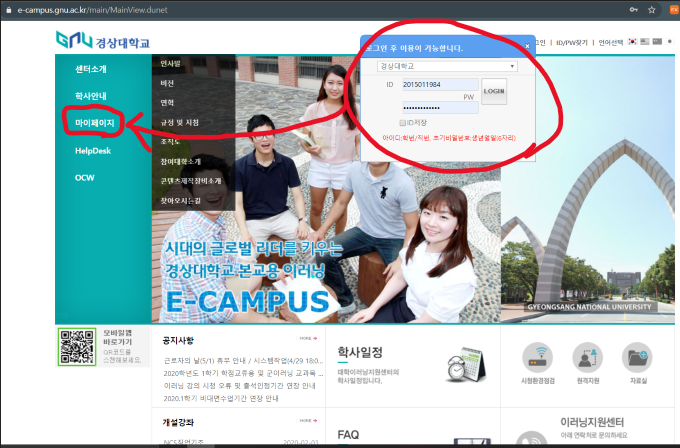 e-campus.gnu.ac.kr/main/MainView.dunet
GNU 경상대학교
ID/PW찾기 | 언어선택
로그인 후 이용이 가능합니다.
경상대학교
ID 2015011984
PW
LOGIN
ID저장
아이디:학번/직번, 초기비밀번호:생년월일(6자리)
센터소개
학사안내
마이페이지
HelpDesk
OCW
인사말
비전
연혁
규정 및 지침
조직도
참여대학소개
콘텐츠제작장비소개
찾아오시는길
시대의 글로벌 리더를 키우는
경상대학교 본교용 이러닝
E-CAMPUS
GYEONGSANG NATIONAL UNIVERSITY
모바일웹
바로가기
QR코드를
스캔해보세요.
공지사항
MORE
근로자의 날(5/1) 휴무 안내 / 시스템작업(4/29 18:0...
2020학년도 1학기 학점교류용 및 군이러닝 교과목 ...
이러닝 강의 시청 오류 및 출석인정기간 연장 안내
2020.1학기 비대면수업기간 연장 안내
학사일정
대학이러닝지원센터의
학사일정입니다.
시청환경점검
원격지원
자료실
개설강좌
MORE
NCS직업기초
2020-02-01
FAQ
이러닝지원센터
아래 연락처로 문의하세요